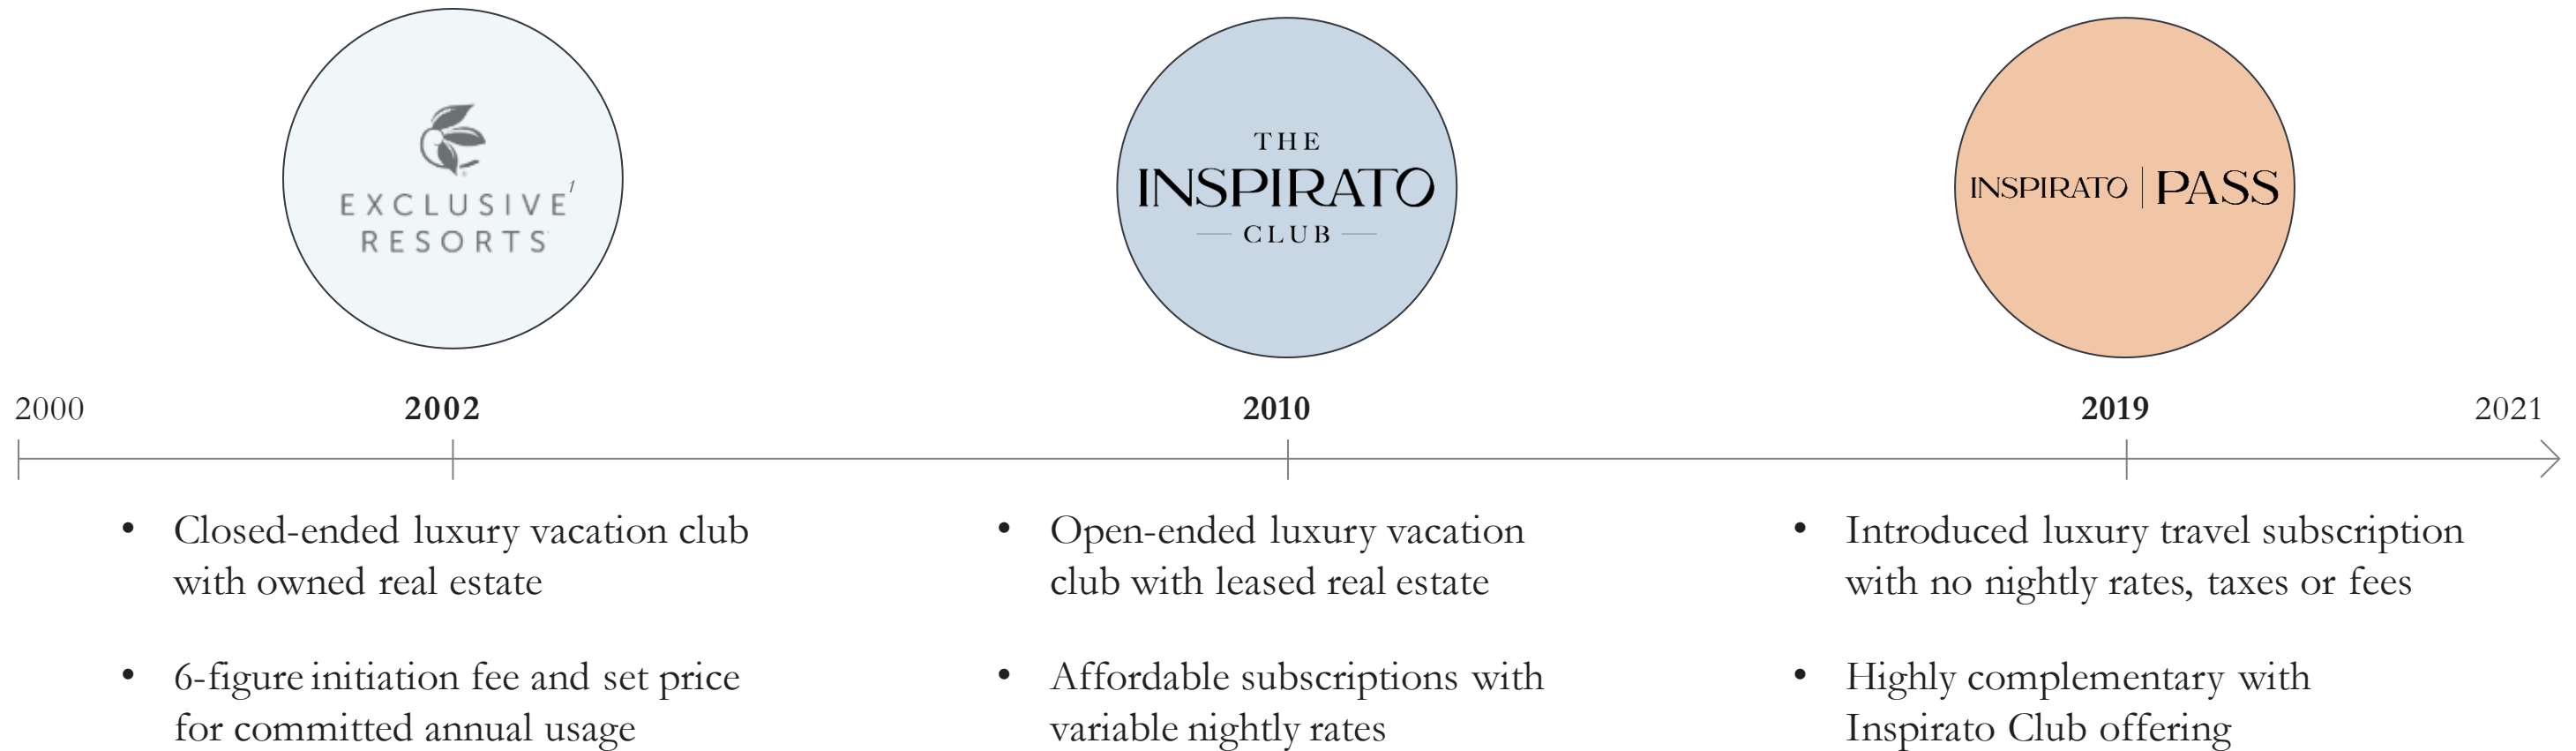 EXCLUSIVE1
RESORTS
THE
INSPIRATO
CLUB
INSPIRATO | PASS
2000
2002
2010
2019
2021
• Closed-ended luxury vacation club
with owned real estate
• 6-figure initiation fee and set price
for committed annual usage
• Open-ended luxury vacation
club with leased real estate
• Affordable subscriptions with
variable nightly rates
• Introduced luxury travel subscription
with no nightly rates, taxes or fees
• Highly complementary with
Inspirato Club offering